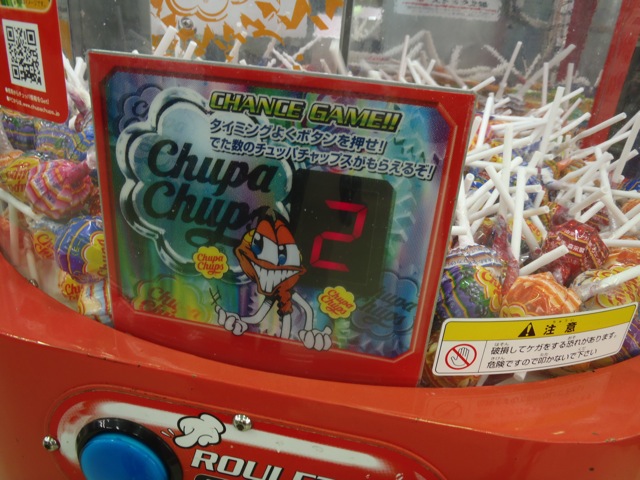 CHANCE GAME!!
タイミングよくボタンを押せ!
でた数のチュッパチャップスがもらえるぞ!
Chupa
Chups
2
Chupa
Chups
Chupa
Chups
注意
破損してケガをする恐れがあります。
危険ですので叩かないで下さい
ROULE